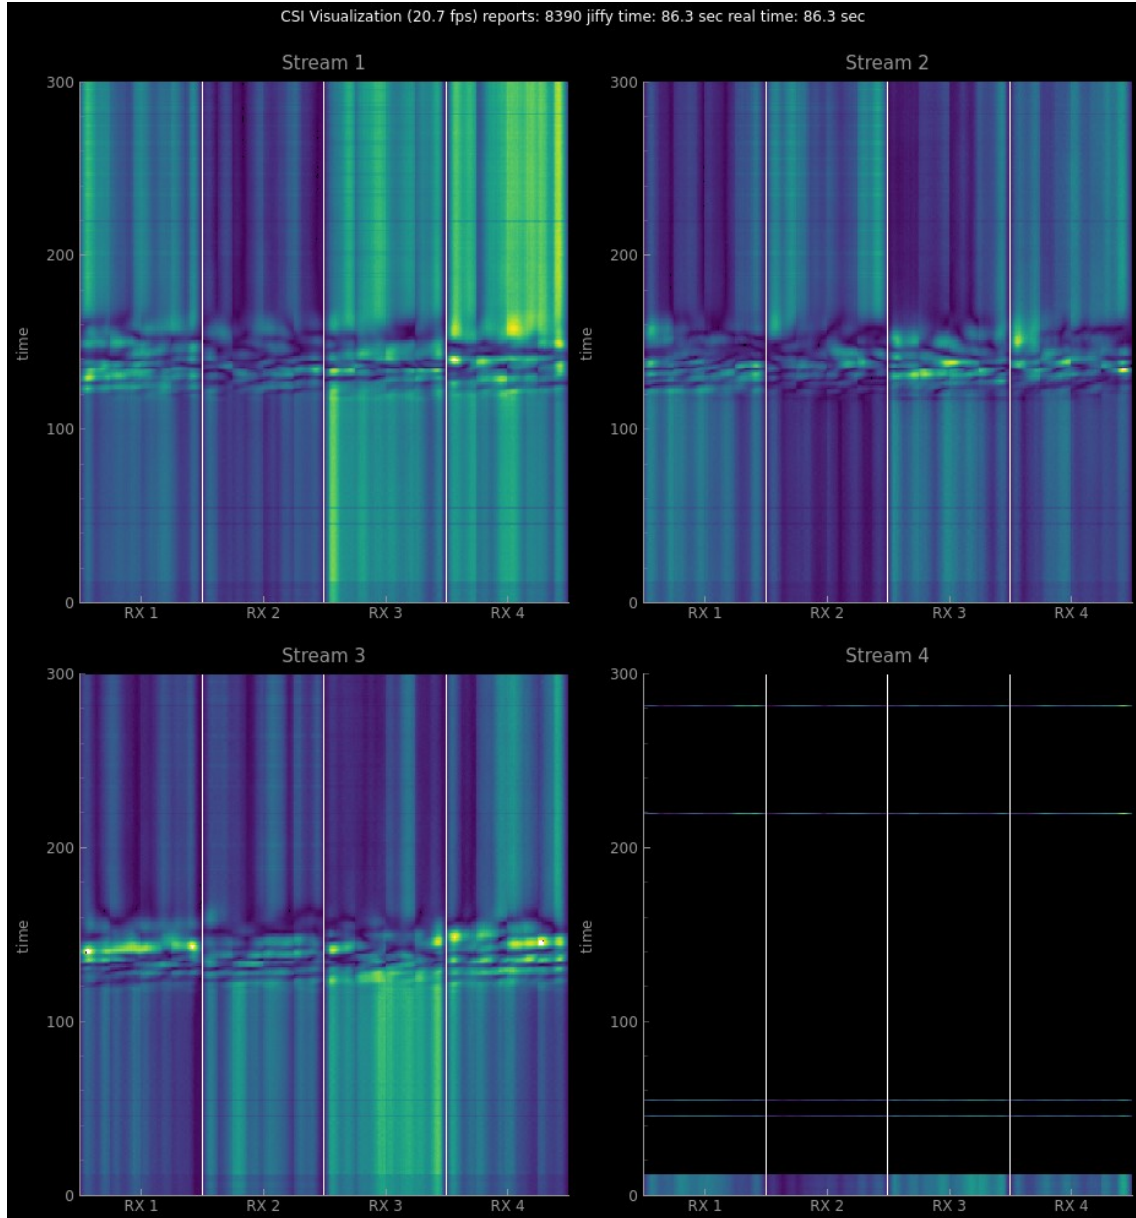 CSI Visualization (20.7 fps) reports: 8390 jiffy time: 86.3 sec real time: 86.3 sec
Stream 1
Stream 2
300
200
100
0
time
RX 1
RX 2
RX 3
RX 4
300
200
100
0
time
RX 1
RX 2
RX 3
RX 4
Stream 3
Stream 4
300
200
100
0
time
RX 1
RX 2
RX 3
RX 4
300
200
100
0
time
RX 1
RX 2
RX 3
RX 4